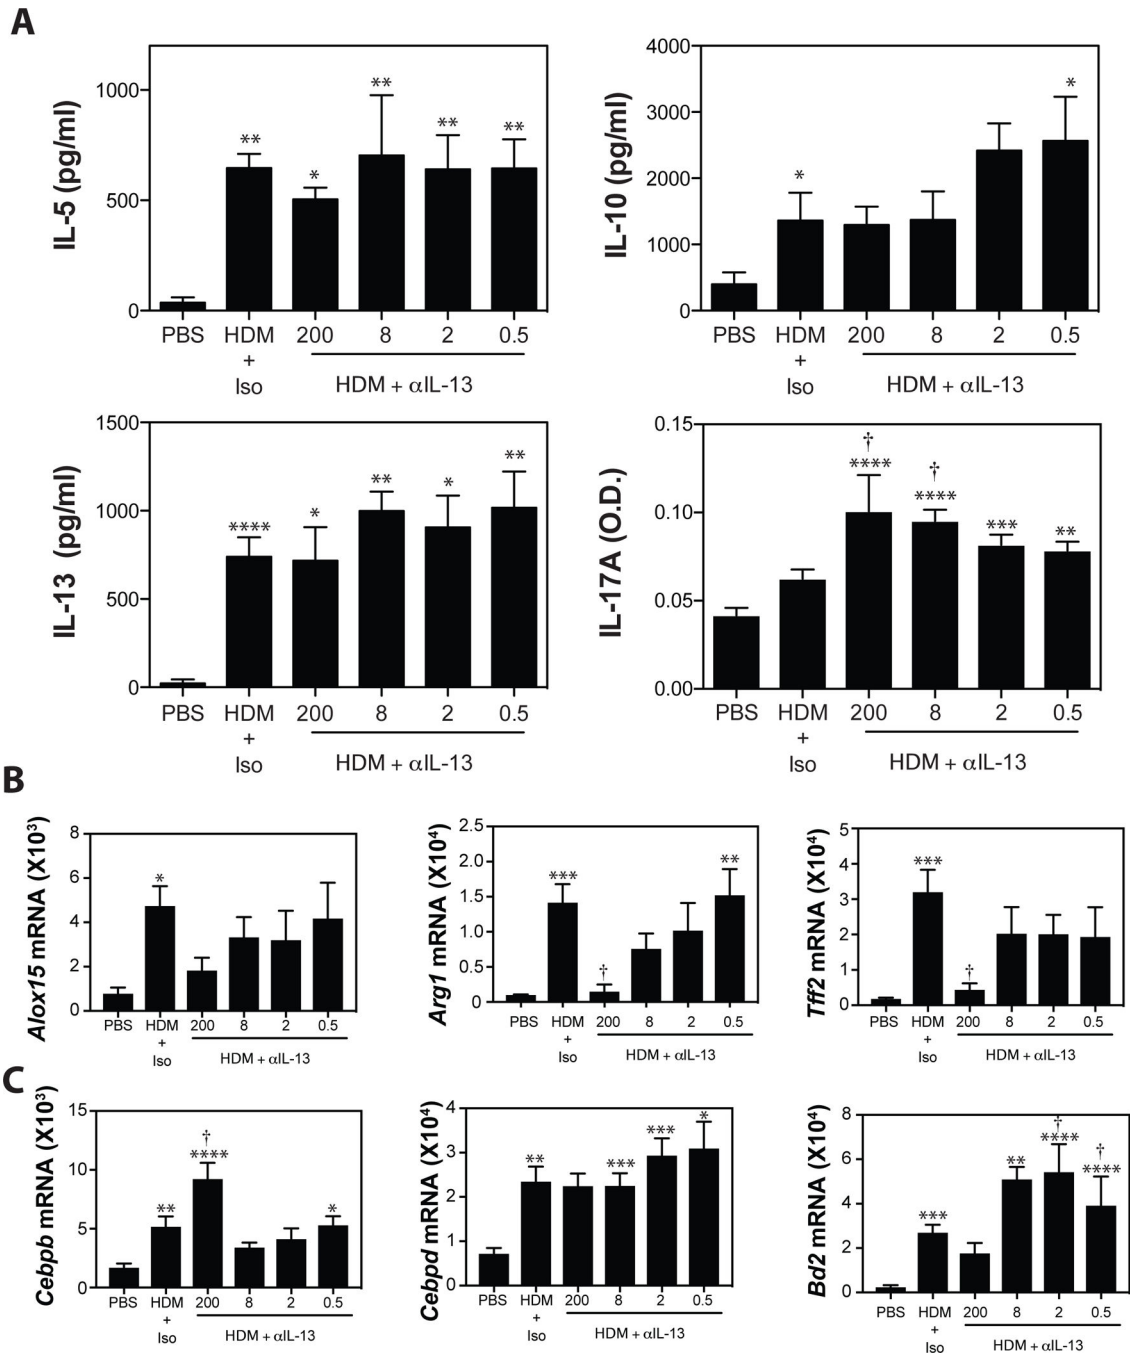 A
IL-5 (pg/ml)
1000
500
0
**
*
**
**
**
PBS
HDM
+
Iso
200
8
2
0.5
HDM + αIL-13
IL-10 (pg/ml)
4000
3000
2000
1000
0
*
*
PBS
HDM
+
Iso
200
8
2
0.5
HDM + αIL-13
IL-13 (pg/ml)
1500
1000
500
0
****
*
**
*
**
PBS
HDM
+
Iso
200
8
2
0.5
HDM + αIL-13
IL-17A (O.D.)
0.15
0.10
0.05
0.00
†
****
†
****
***
**
PBS
HDM
+
Iso
200
8
2
0.5
HDM + αIL-13
B
Alox15 mRNA (X10³)
8
6
4
2
0
*
PBS
HDM
+
Iso
200
8
2
0.5
HDM + αIL-13
Arg1 mRNA (X10⁴)
2.5
2.0
1.5
1.0
0.5
0
***
†
**
PBS
HDM
+
Iso
200
8
2
0.5
HDM + αIL-13
Tff2 mRNA (X10⁴)
5
4
3
2
1
0
***
†
PBS
HDM
+
Iso
200
8
2
0.5
HDM + αIL-13
C
Cebpb mRNA (X10³)
15
10
5
0
**
†
****
*
PBS
HDM
+
Iso
200
8
2
0.5
HDM + αIL-13
Cebpd mRNA (X10⁴)
4
3
2
1
0
**
***
***
*
PBS
HDM
+
Iso
200
8
2
0.5
HDM + αIL-13
Bd2 mRNA (X10⁴)
8
6
4
2
0
***
**
†
****
†
****
PBS
HDM
+
Iso
200
8
2
0.5
HDM + αIL-13